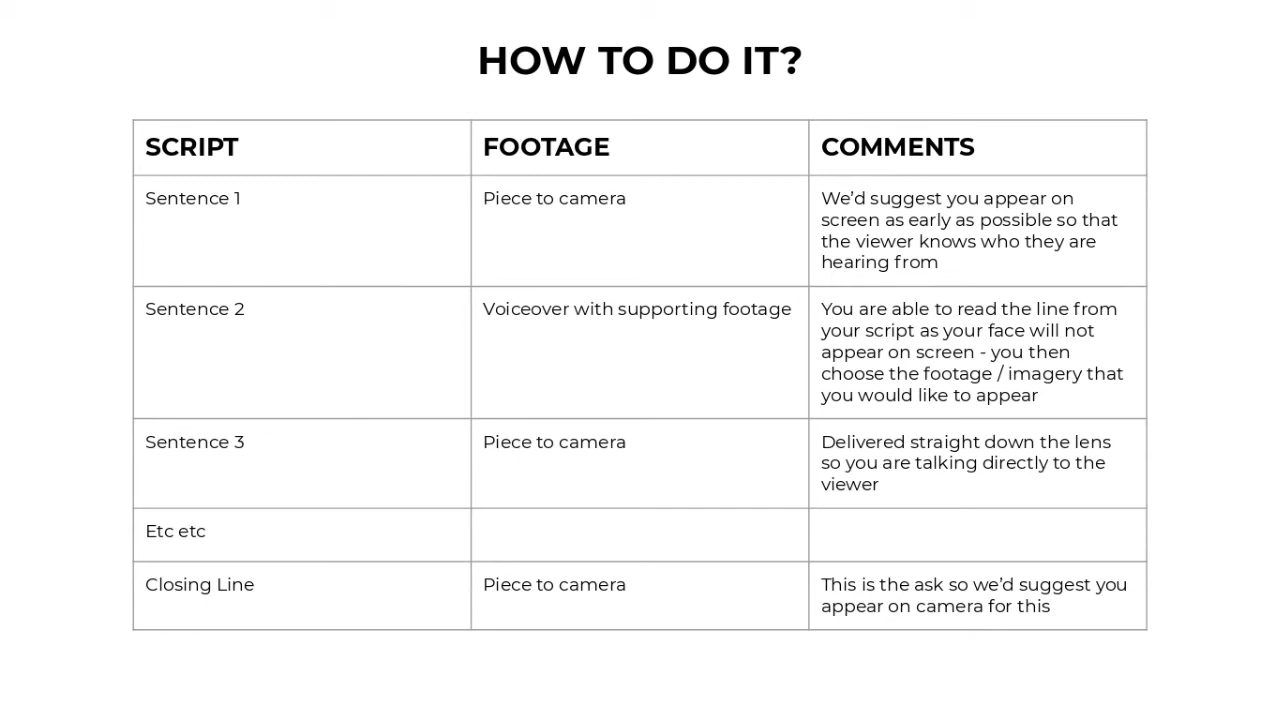 HOW TO DO IT?
SCRIPT
FOOTAGE
COMMENTS
Sentence 1
Piece to camera
We’d suggest you appear on
screen as early as possible so that
the viewer knows who they are
hearing from
Sentence 2
Voiceover with supporting footage
You are able to read the line from
your script as your face will not
appear on screen - you then
choose the footage / imagery that
you would like to appear
Sentence 3
Piece to camera
Delivered straight down the lens
so you are talking directly to the
viewer
Etc etc
Closing Line
Piece to camera
This is the ask so we’d suggest you
appear on camera for this